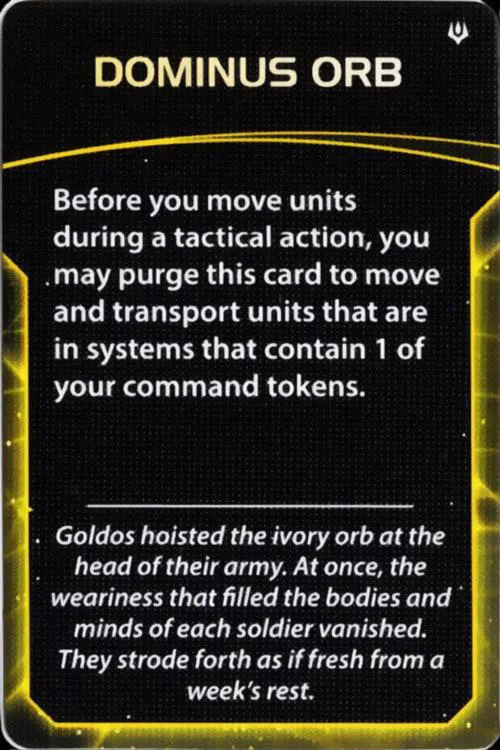 DOMINUS ORB
Before you move units
during a tactical action, you
may purge this card to move
and transport units that are
in systems that contain 1 of
your command tokens.
Goldos hoisted the ivory orb at the
head of their army. At once, the
weariness that filled the bodies and
minds of each soldier vanished.
They strode forth as if fresh from a
week's rest.